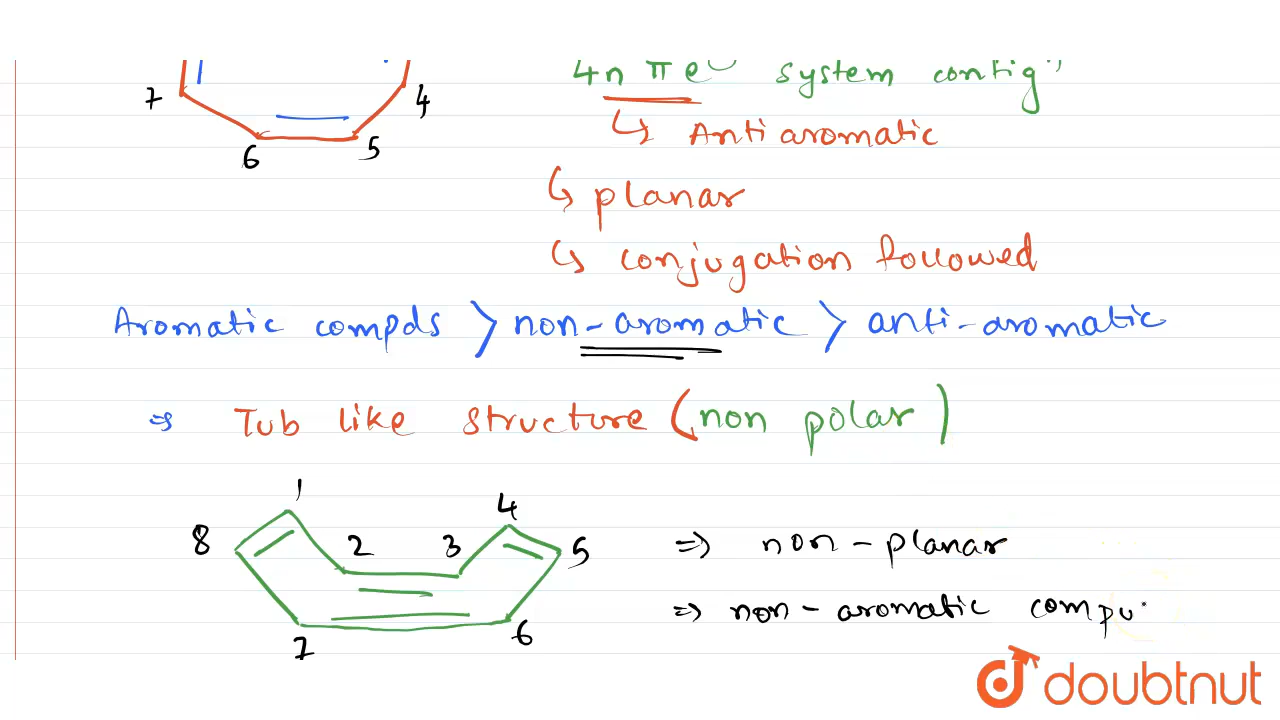 4n π e⁻ system config
7
4
6
5
↳ Anti aromatic
↳ planar
↳ conjugation followed
Aromatic compds > non-aromatic > anti-aromatic
⇒ Tub like structure (non polar)
1
4
8
2
3
5
⇒ non-planar
7
6
⇒ non-aromatic compu
doubtnut